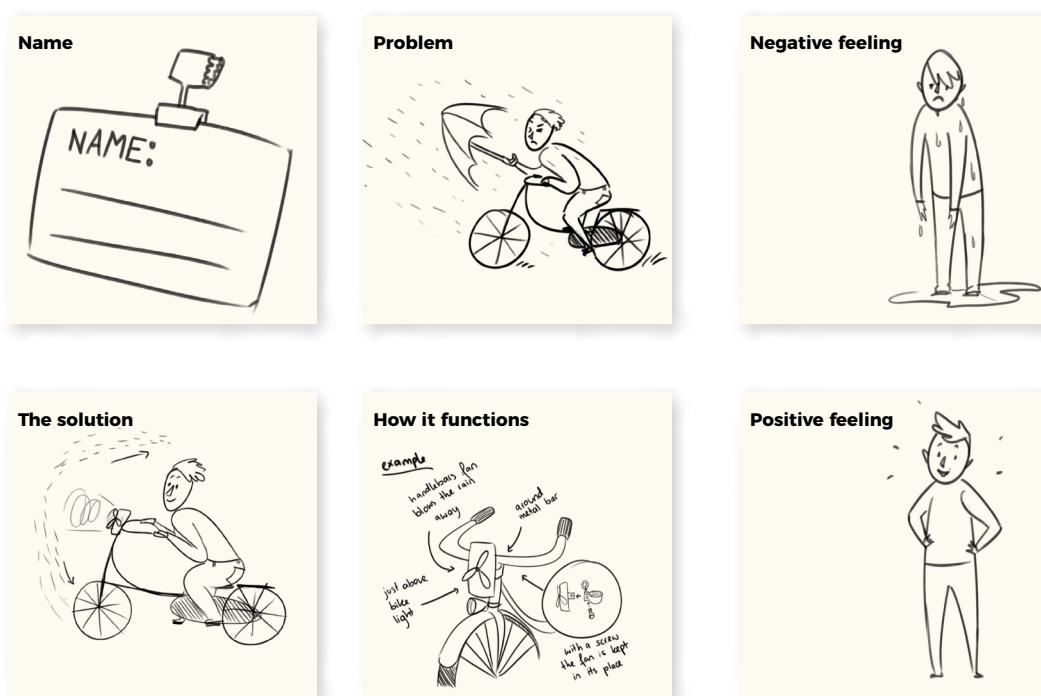 Name
NAME:
Problem
Negative feeling
The solution
How it functions
example
handlebars fan
blows the rain
away
around
metal bar
just above
bike
light
with a screw
the fan is kept
in its place
Positive feeling